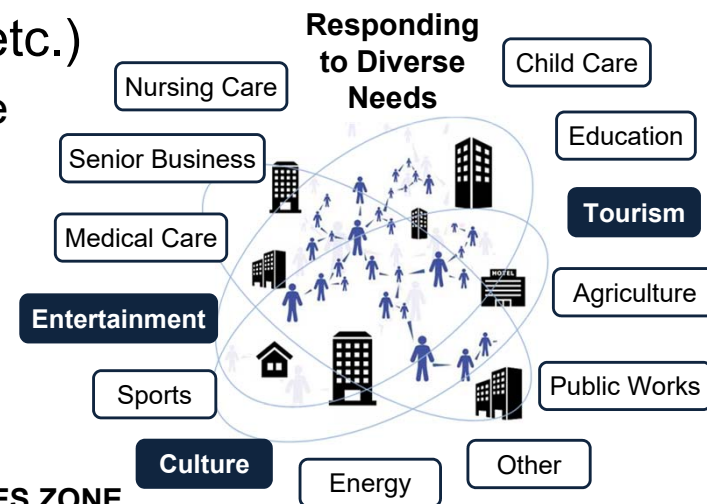 etc.)
e
Responding
to Diverse
Needs
Nursing Care
Child Care
Senior Business
Education
Medical Care
Tourism
HOTEL
Entertainment
Agriculture
Sports
Public Works
Culture
Energy
Other
ES ZONE